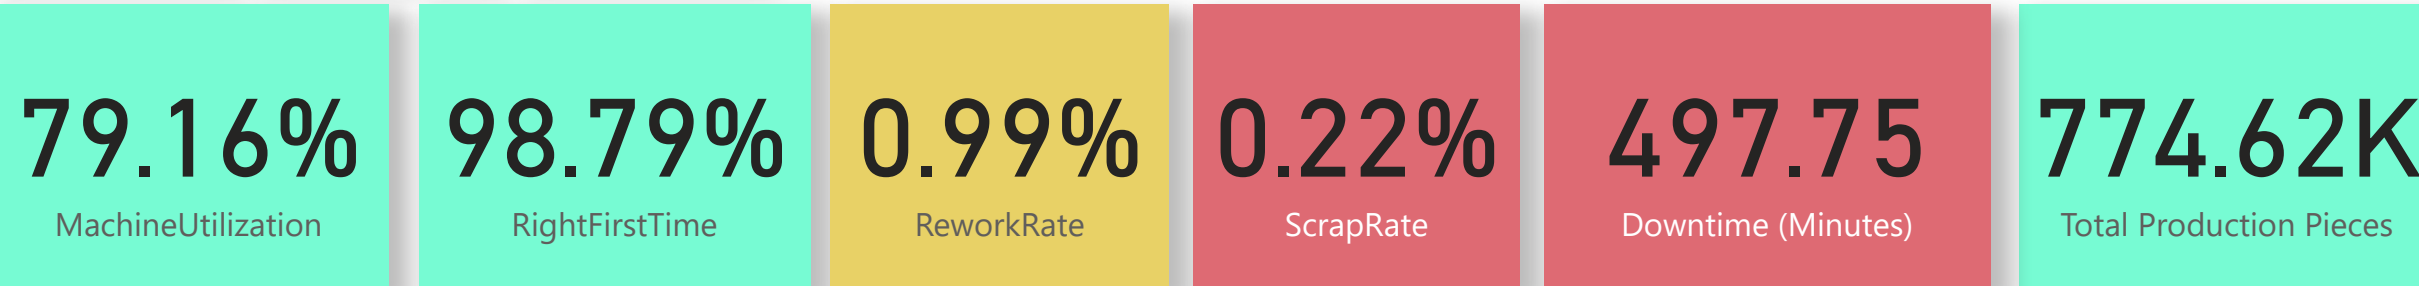 79.16%
MachineUtilization
98.79%
RightFirstTime
0.99%
ReworkRate
0.22%
ScrapRate
497.75
Downtime (Minutes)
774.62K
Total Production Pieces